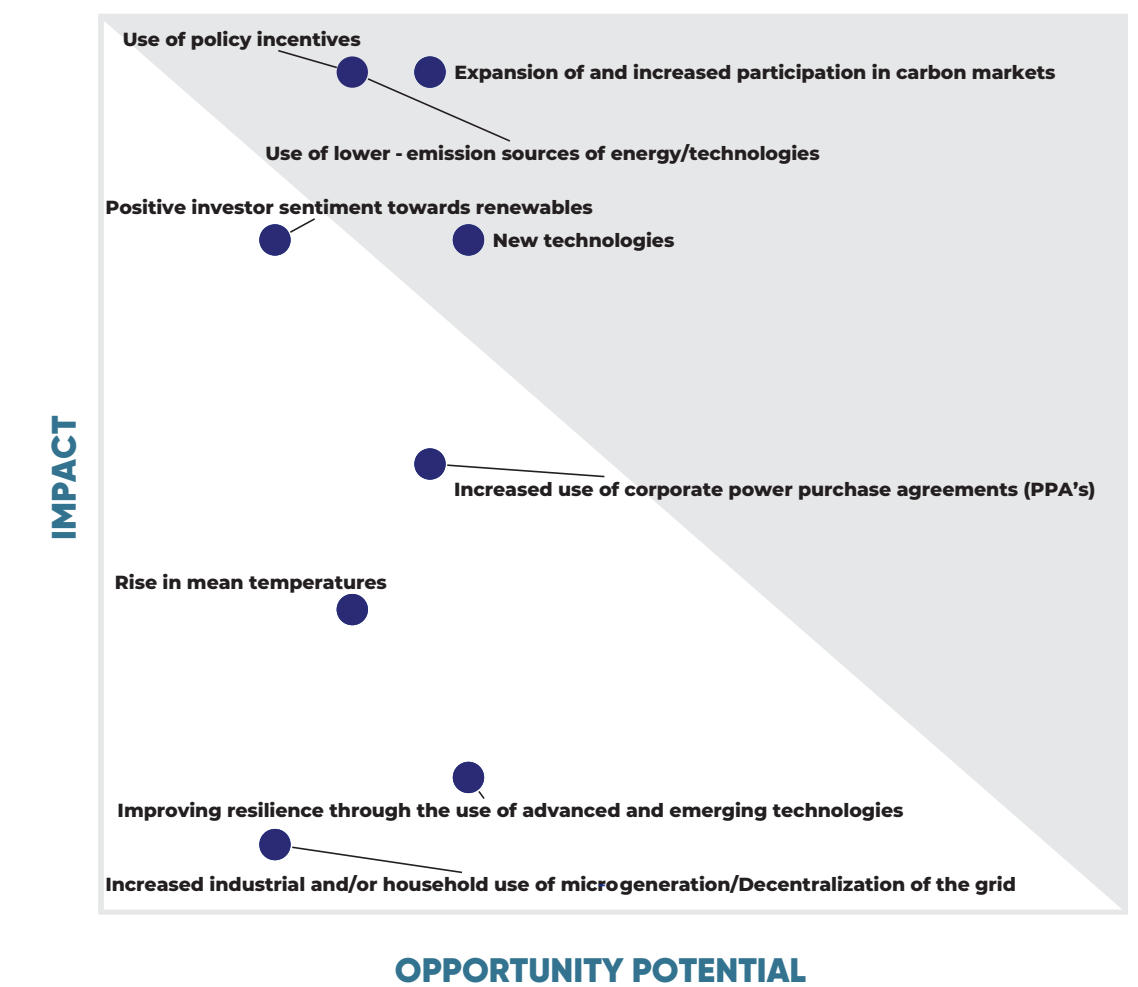 Use of policy incentives
Expansion of and increased participation in carbon markets
Use of lower - emission sources of energy/technologies
Positive investor sentiment towards renewables
New technologies
IMPACT
Increased use of corporate power purchase agreements (PPA’s)
Rise in mean temperatures
Improving resilience through the use of advanced and emerging technologies
Increased industrial and/or household use of microgeneration/Decentralization of the grid
OPPORTUNITY POTENTIAL